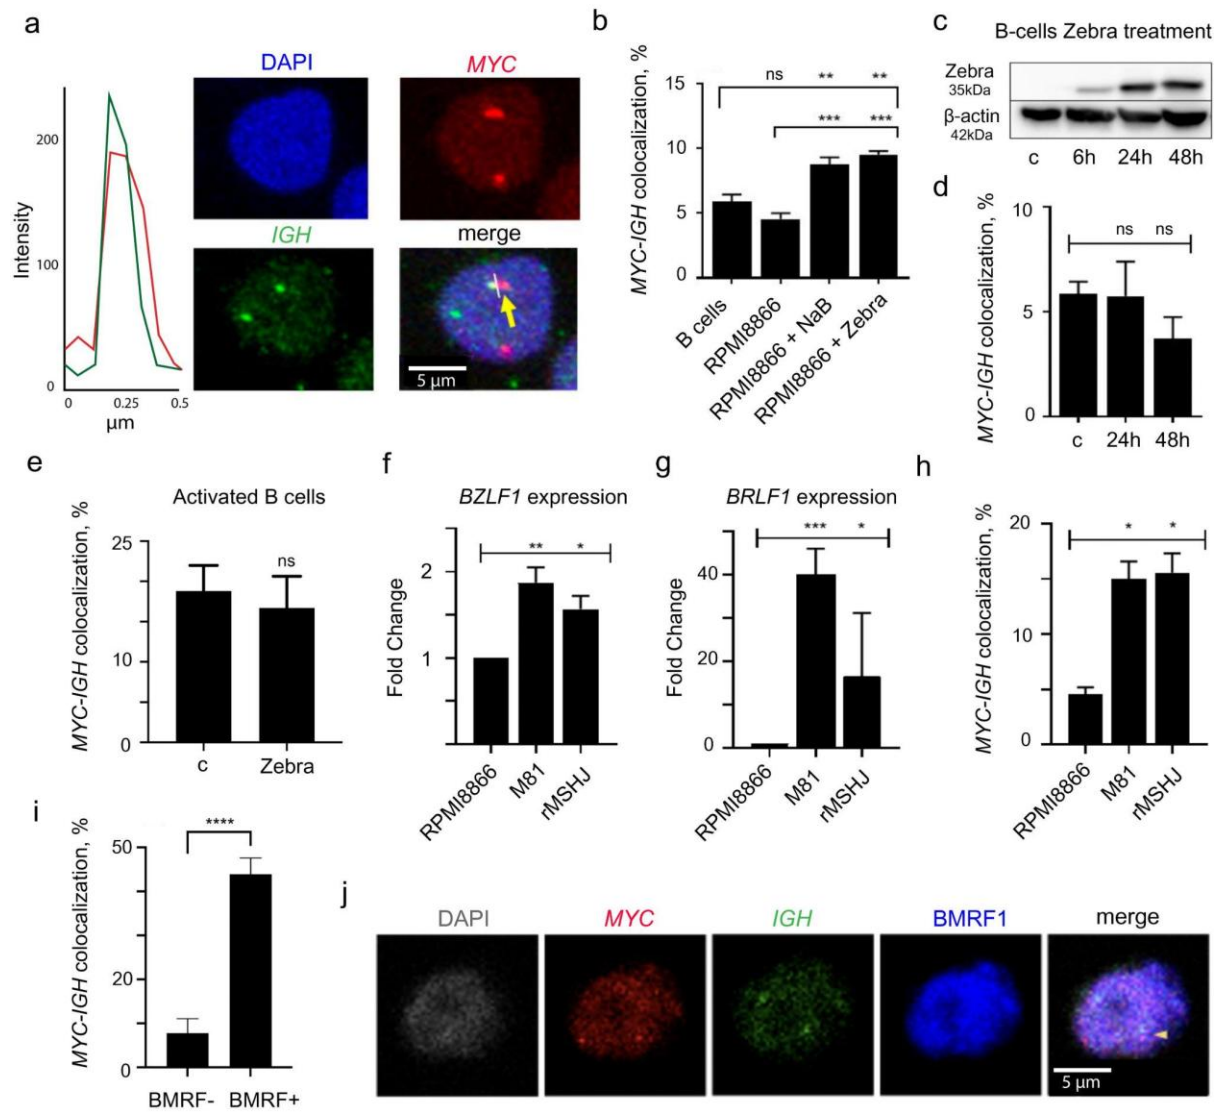 a
DAPI
MYC
IGH
merge
5 µm
Intensity
200
100
0
0
0.25
0.5
µm
b
MYC-IGH colocalization, %
15
10
5
0
ns
**
**
***
***
B cells
RPMI8866
RPMI8866 + NaB
RPMI8866 + Zebra
c
B-cells Zebra treatment
Zebra
35kDa
β-actin
42kDa
c 6h 24h 48h
d
MYC-IGH colocalization, %
10
5
0
ns ns
c 24h 48h
e
Activated B cells
MYC-IGH colocalization, %
25
10
0
ns
c Zebra
f
BZLF1 expression
Fold Change
2
1
** *
RPMI8866
M81
rMSHJ
g
BRLF1 expression
Fold Change
40
20
0
*** *
RPMI8866
M81
rMSHJ
h
MYC-IGH colocalization, %
20
10
0
* *
RPMI8866
M81
rMSHJ
i
MYC-IGH colocalization, %
50
20
0
****
BMRF- BMRF+
j
DAPI
MYC
IGH
BMRF1
merge
5 µm